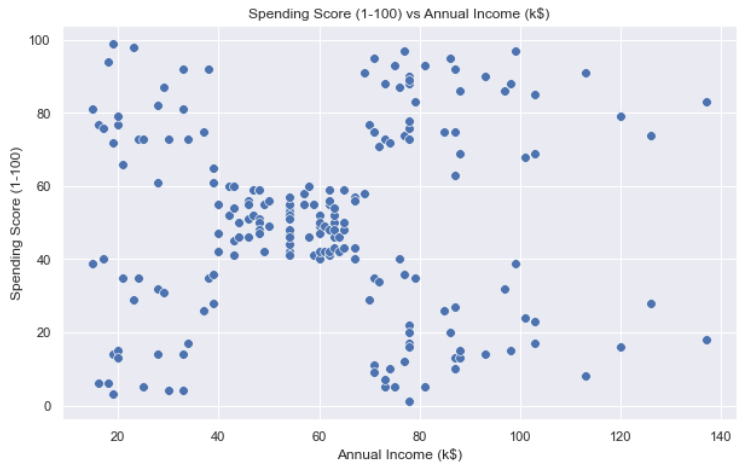 Spending Score (1-100) vs Annual Income (k$)
Spending Score (1-100)
100
80
60
40
20
0
20 40 60 80 100 120 140
Annual Income (k$)